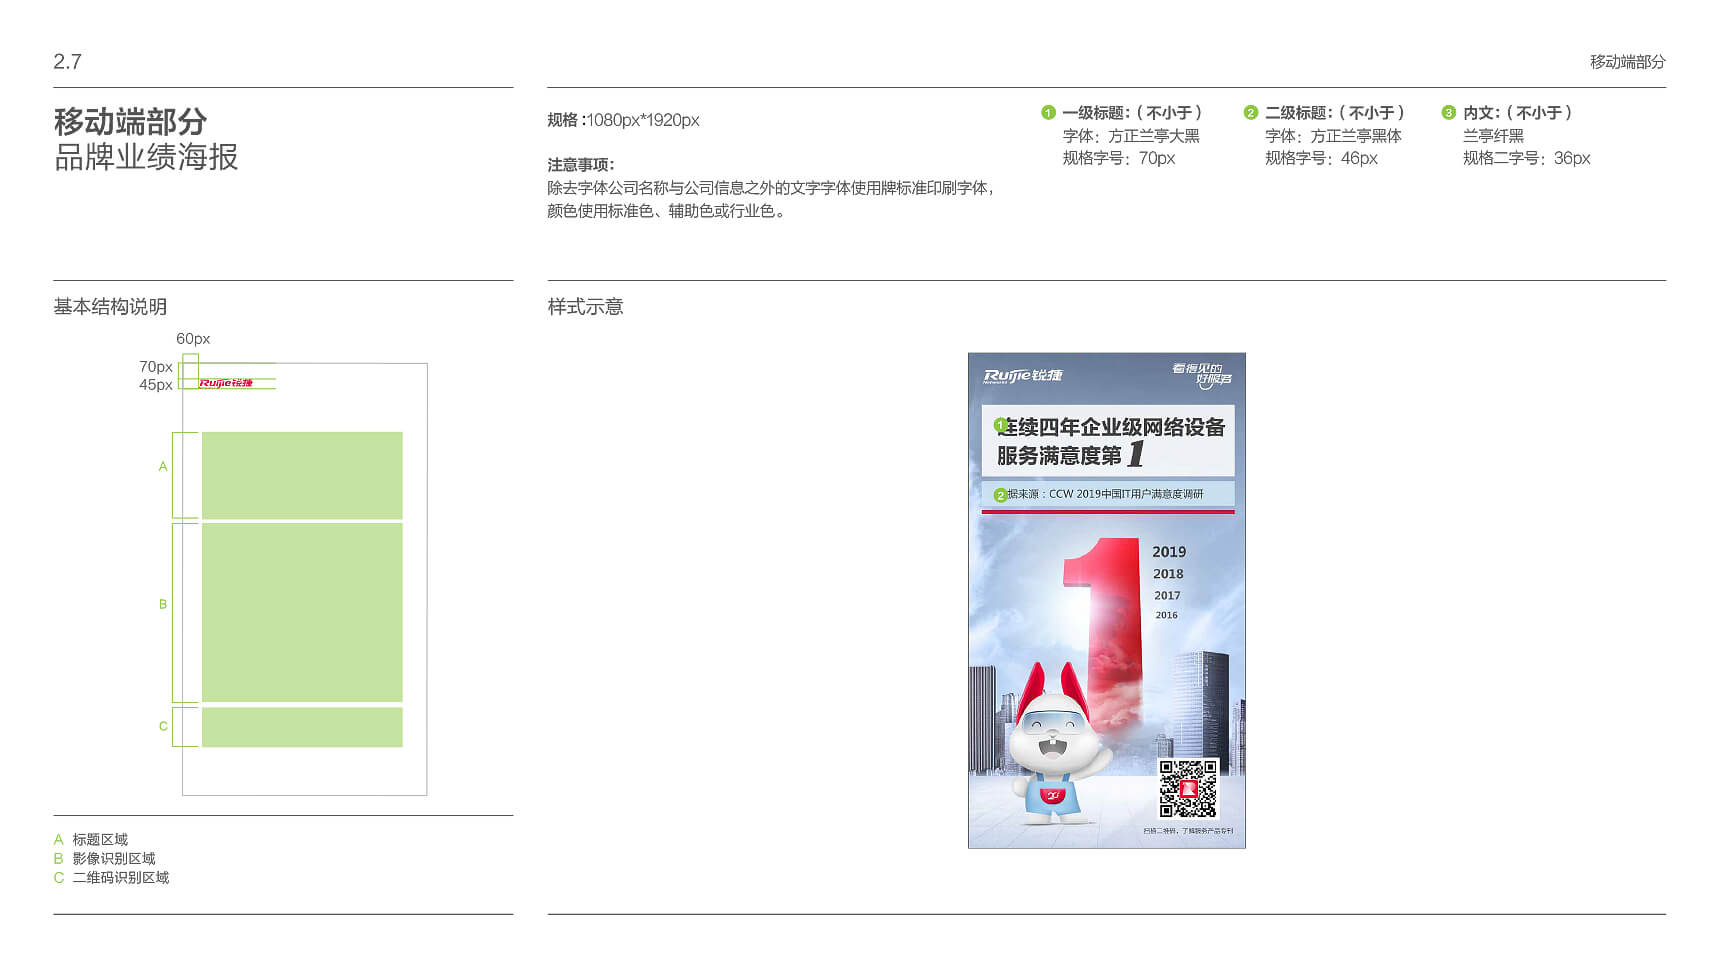 2.7
移动端部分
移动端部分
品牌业绩海报
规格：1080px*1920px
注意事项：
除去字体公司名称与公司信息之外的文字字体使用牌标准印刷字体，
颜色使用标准色、辅助色或行业色。
1 一级标题：（不小于）
字体：方正兰亭大黑
规格字号：70px
2 二级标题：（不小于）
字体：方正兰亭黑体
规格字号：46px
3 内文：（不小于）
兰亭纤黑
规格二字号：36px
基本结构说明
60px
70px
45px
Ruijie锐捷
A
B
C
A 标题区域
B 影像识别区域
C 二维码识别区域
样式示意
Ruijie锐捷
Networks
看得见的
好服务
1 连续四年企业级网络设备
服务满意度第1
2 据来源：CCW 2019中国IT用户满意度调研
1
2019
2018
2017
2016
扫描二维码，了解服务产品专刊